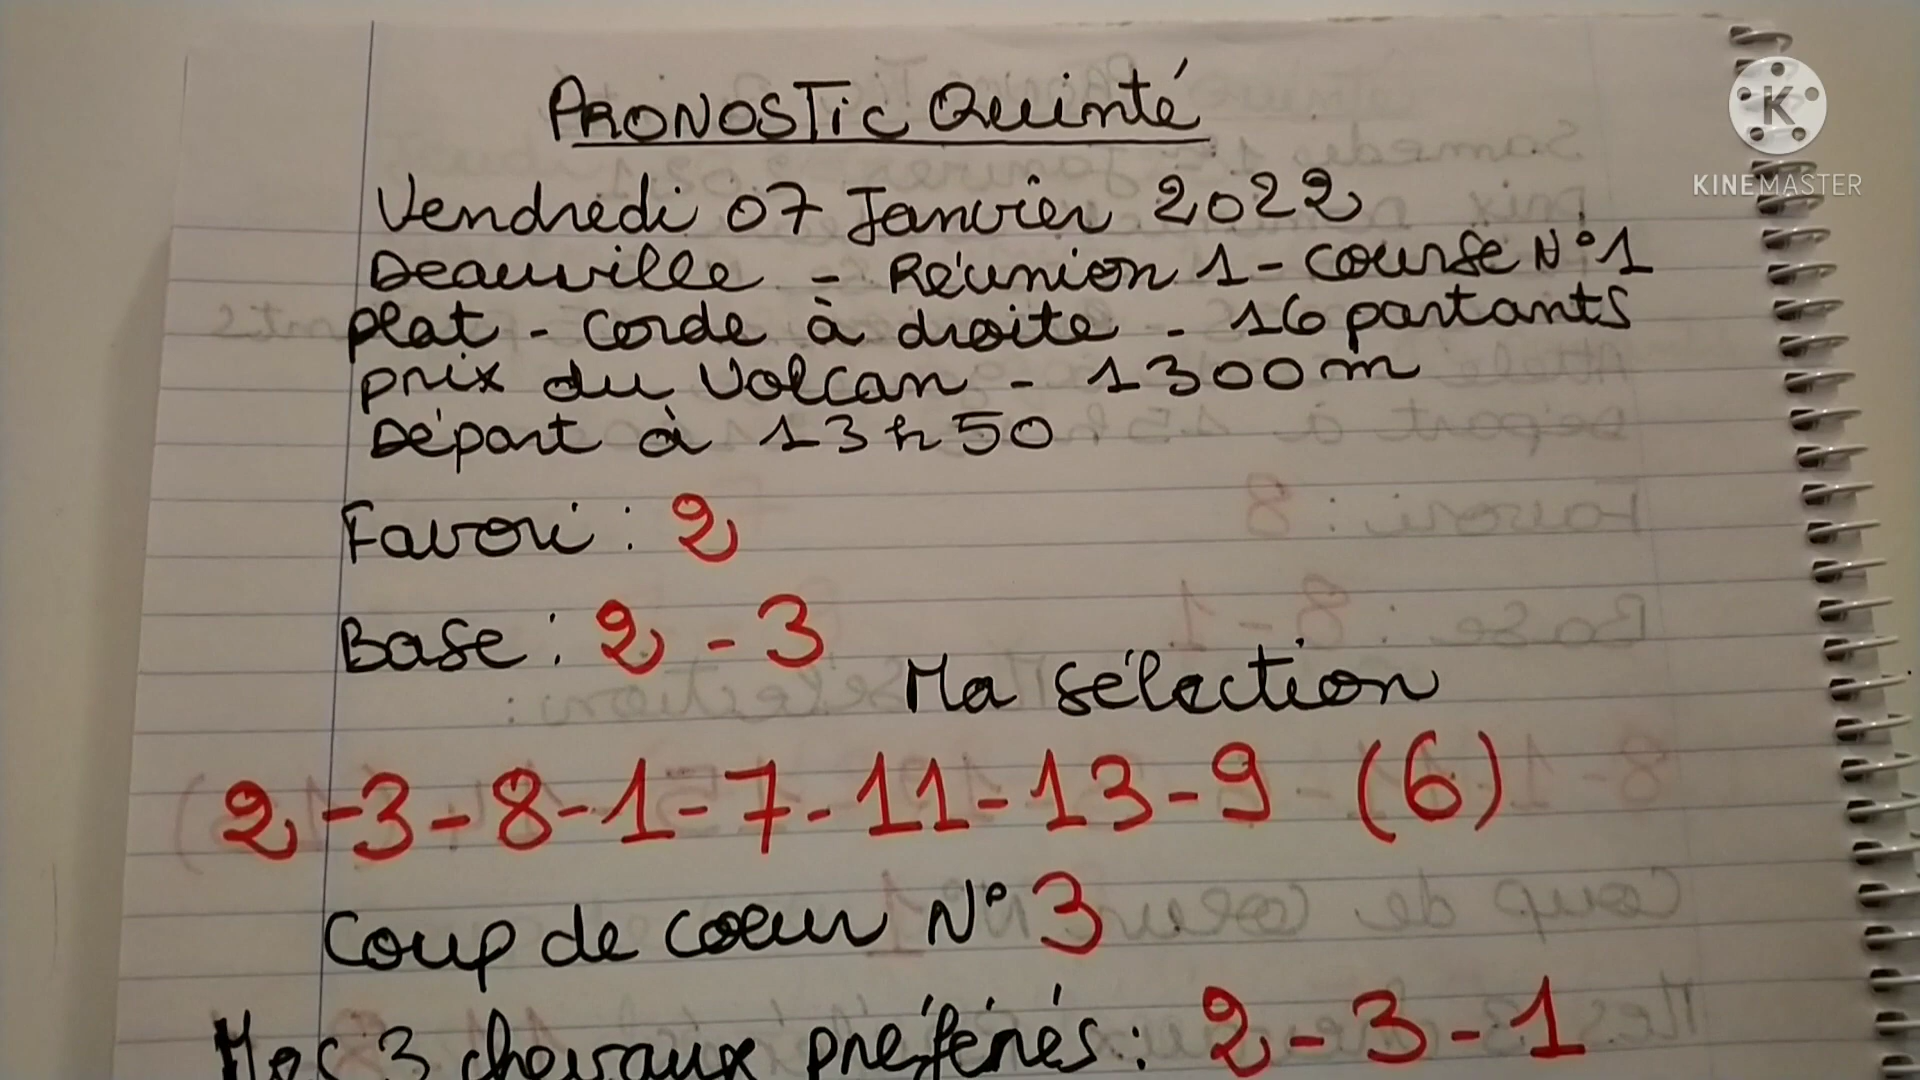 PRONOSTIC Quinté
Vendredi 07 Janvier 2022
Deauville - Réunion 1 - course N°1
plat - corde à droite - 16 partants
prix du Volcan - 1300m
Départ à 13h50
Favori : 2
Base : 2 - 3
Ma sélection
2-3-8-1-7-11-13-9 (6)
Coup de coeur N°3
Mes 3 chevaux préférés : 2-3-1
K
KINEMASTER